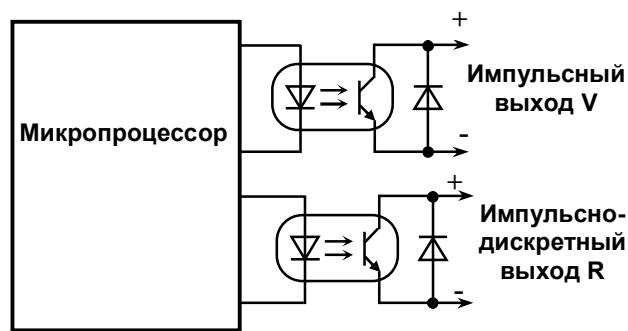 Микропроцессор
+
Импульсный
выход V
-
+
Импульсно-
дискретный
выход R
-